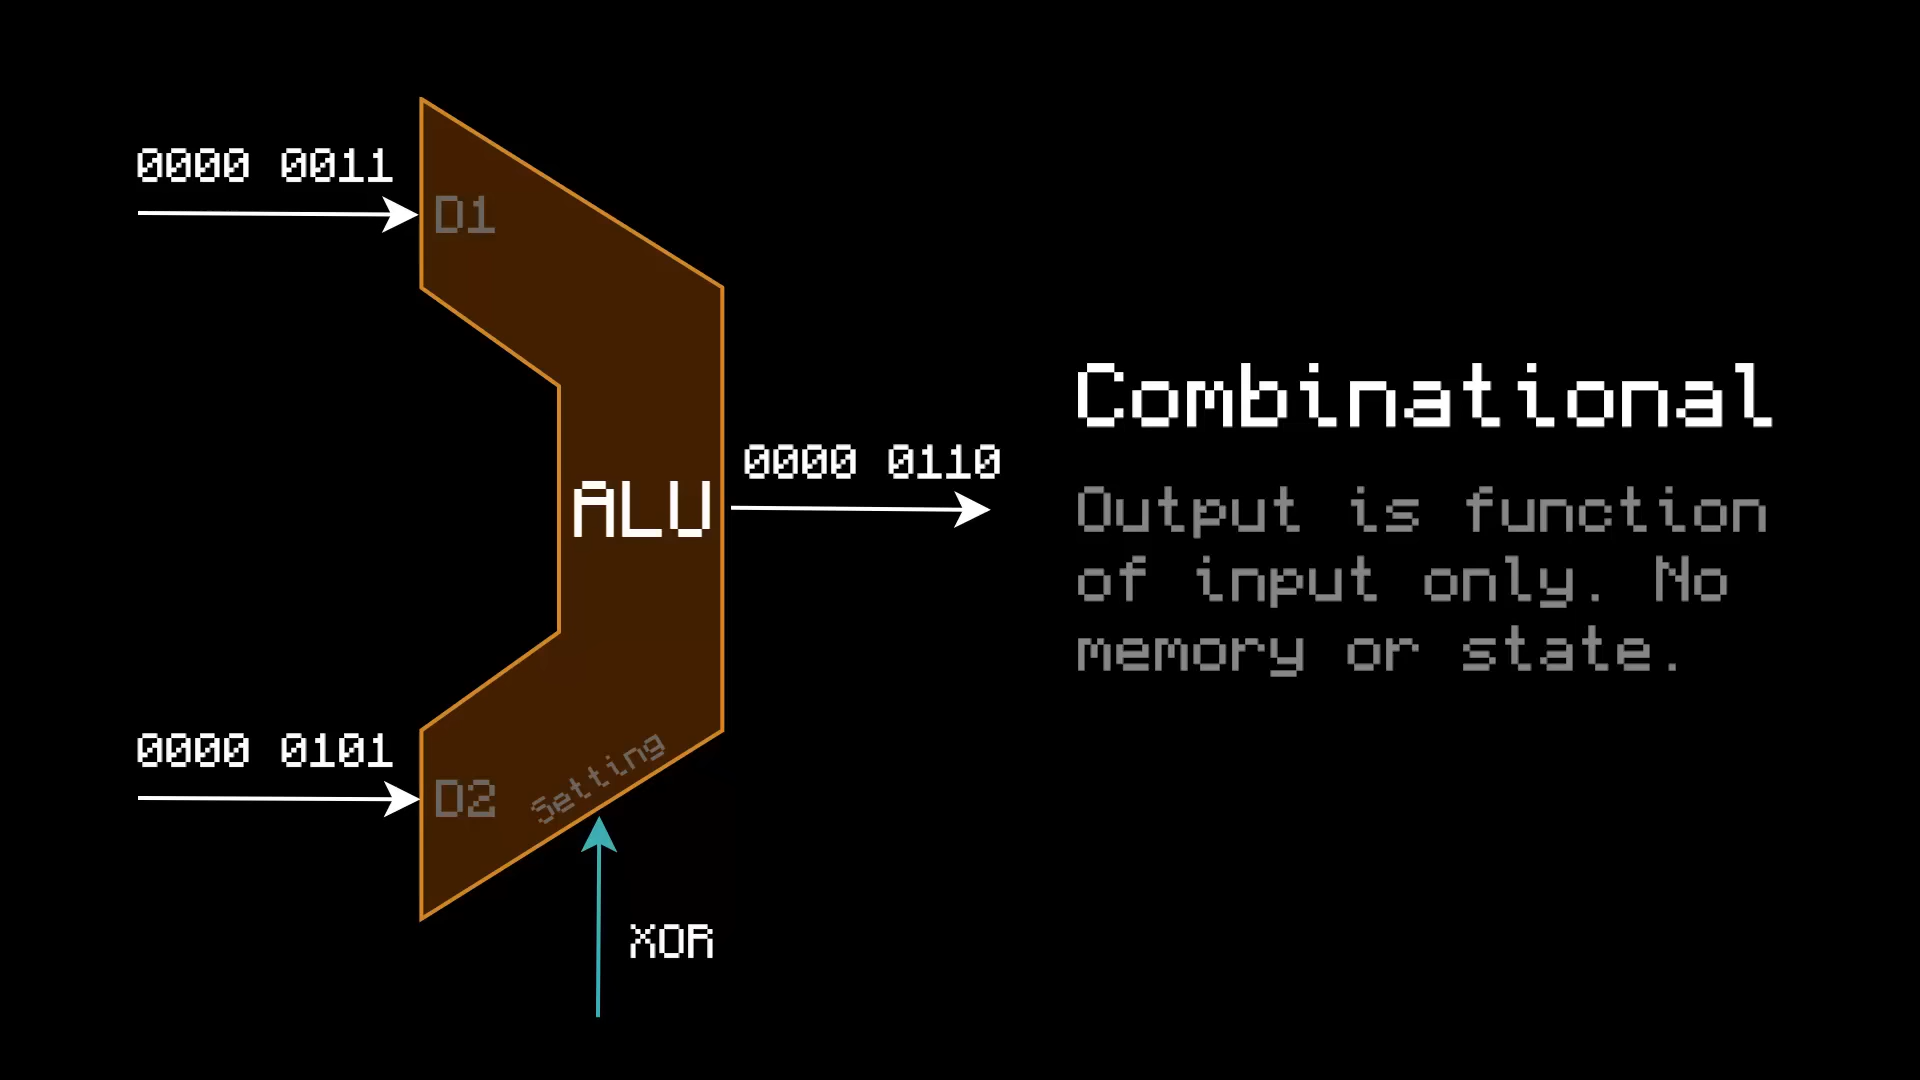 0000 0011
D1
Combinational
0000 0110
ALU
Output is function
of input only. No
memory or state.
0000 0101
D2
Setting
XOR